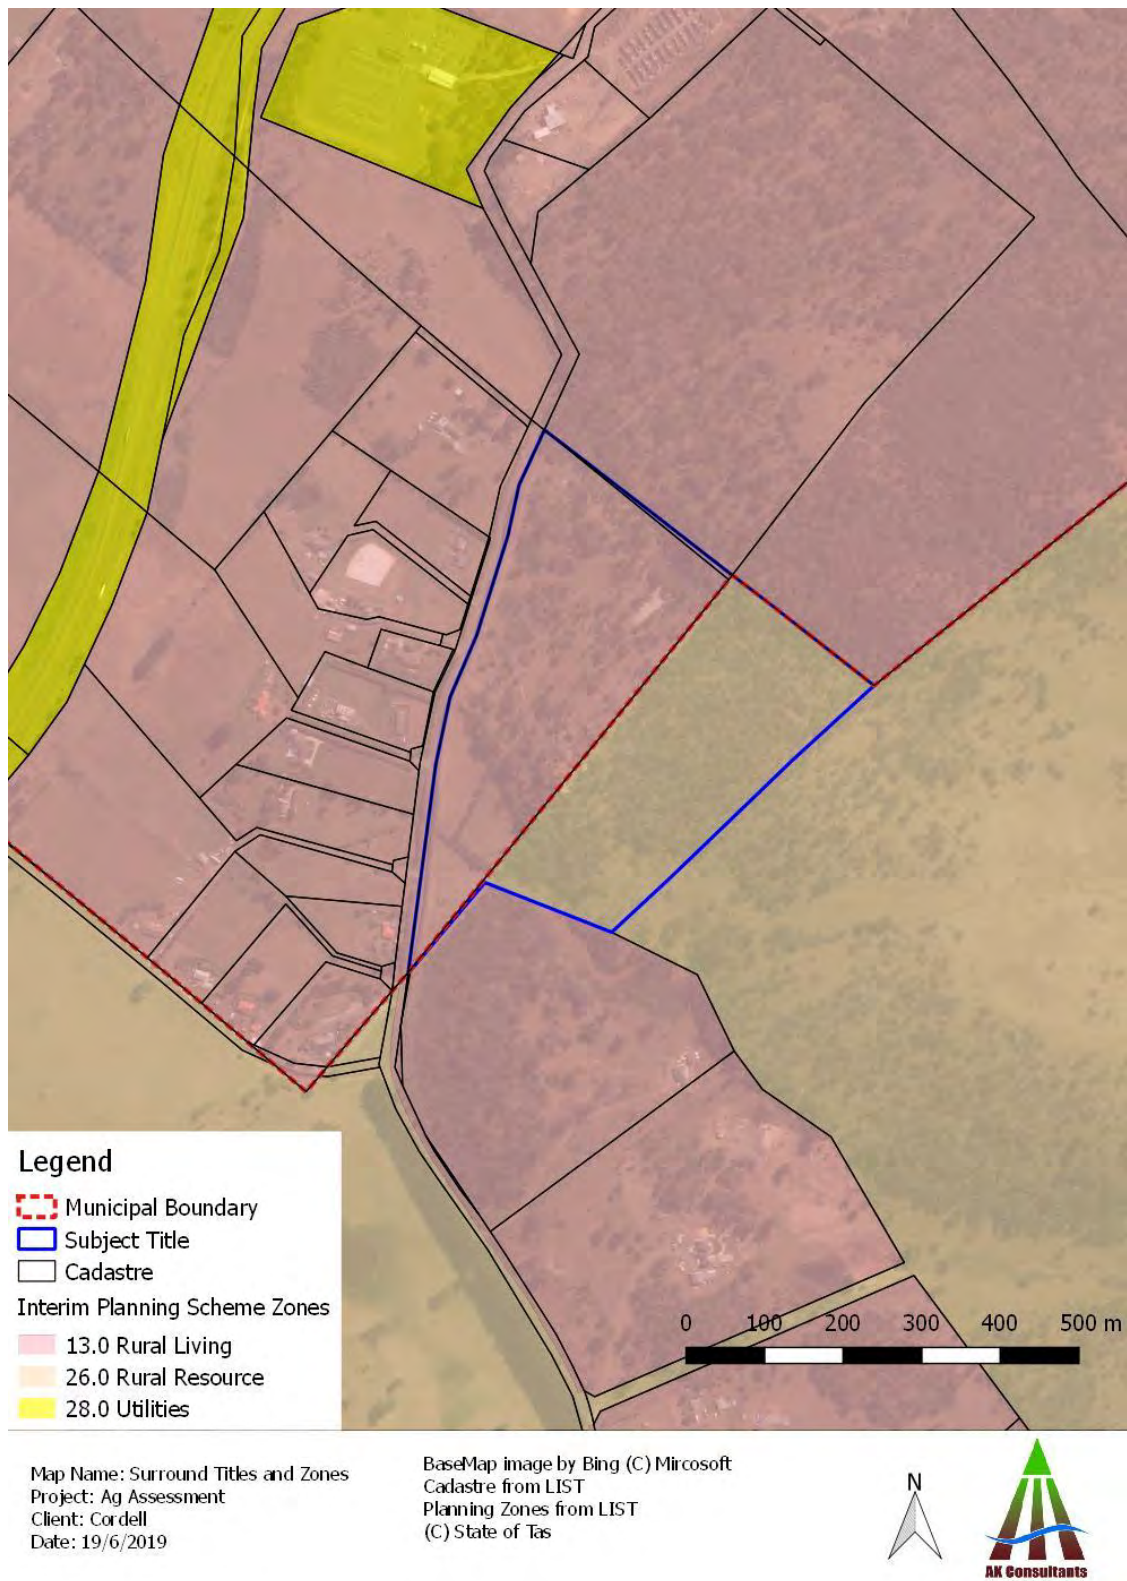 Legend
Municipal Boundary
Subject Title
Cadastre
Interim Planning Scheme Zones
13.0 Rural Living
26.0 Rural Resource
28.0 Utilities
0 100 200 300 400 500 m
Map Name: Surround Titles and Zones
Project: Ag Assessment
Client: Cordell
Date: 19/6/2019
BaseMap image by Bing (C) Mircosoft
Cadastre from LIST
Planning Zones from LIST
(C) State of Tas
N
AK Consultants